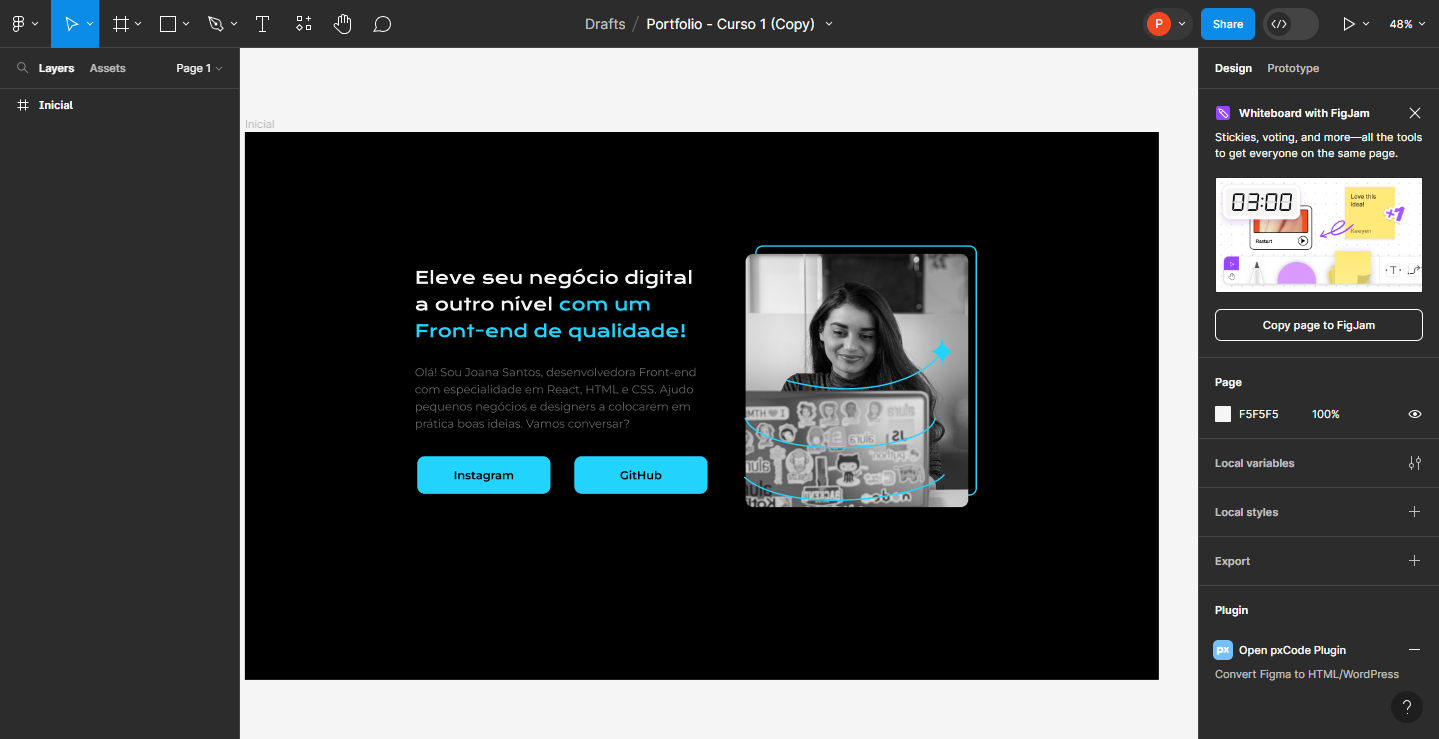 Drafts / Portfolio - Curso 1 (Copy)
P
Share
48%
Layers
Assets
Page 1
Inicial
Inicial
Eleve seu negócio digital
a outro nível com um
Front-end de qualidade!
Olá! Sou Joana Santos, desenvolvedora Front-end
com especialidade em React, HTML e CSS. Ajudo
pequenos negócios e designers a colocarem em
prática boas ideias. Vamos conversar?
Instagram
GitHub
JS
python
Design
Prototype
Whiteboard with FigJam
Stickies, voting, and more—all the tools
to get everyone on the same page.
03:00
Restart
Love this
idea!
Keeyen
+1
T
Copy page to FigJam
Page
F5F5F5
100%
Local variables
Local styles
Export
Plugin
px
Open pxCode Plugin
Convert Figma to HTML/WordPress
?